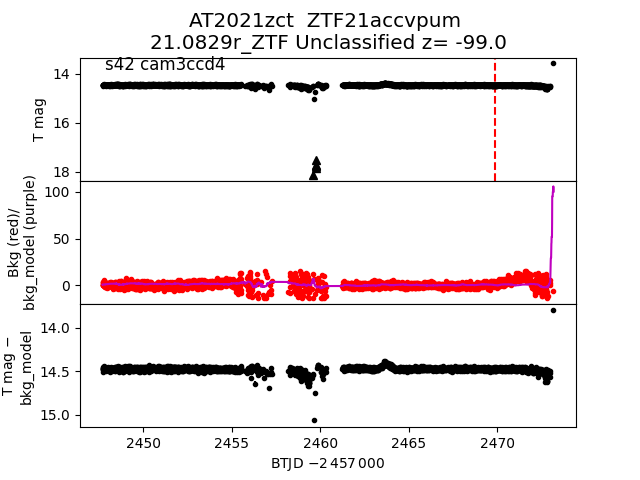 AT2021zct  ZTF21accvpum
21.0829r_ZTF Unclassified z= -99.0
s42 cam3ccd4
T mag
14
16
18
Bkg (red)/
bkg_model (purple)
100
50
0
T mag −
bkg_model
14.0
14.5
15.0
2450
2455
2460
2465
2470
BTJD −2 457 000